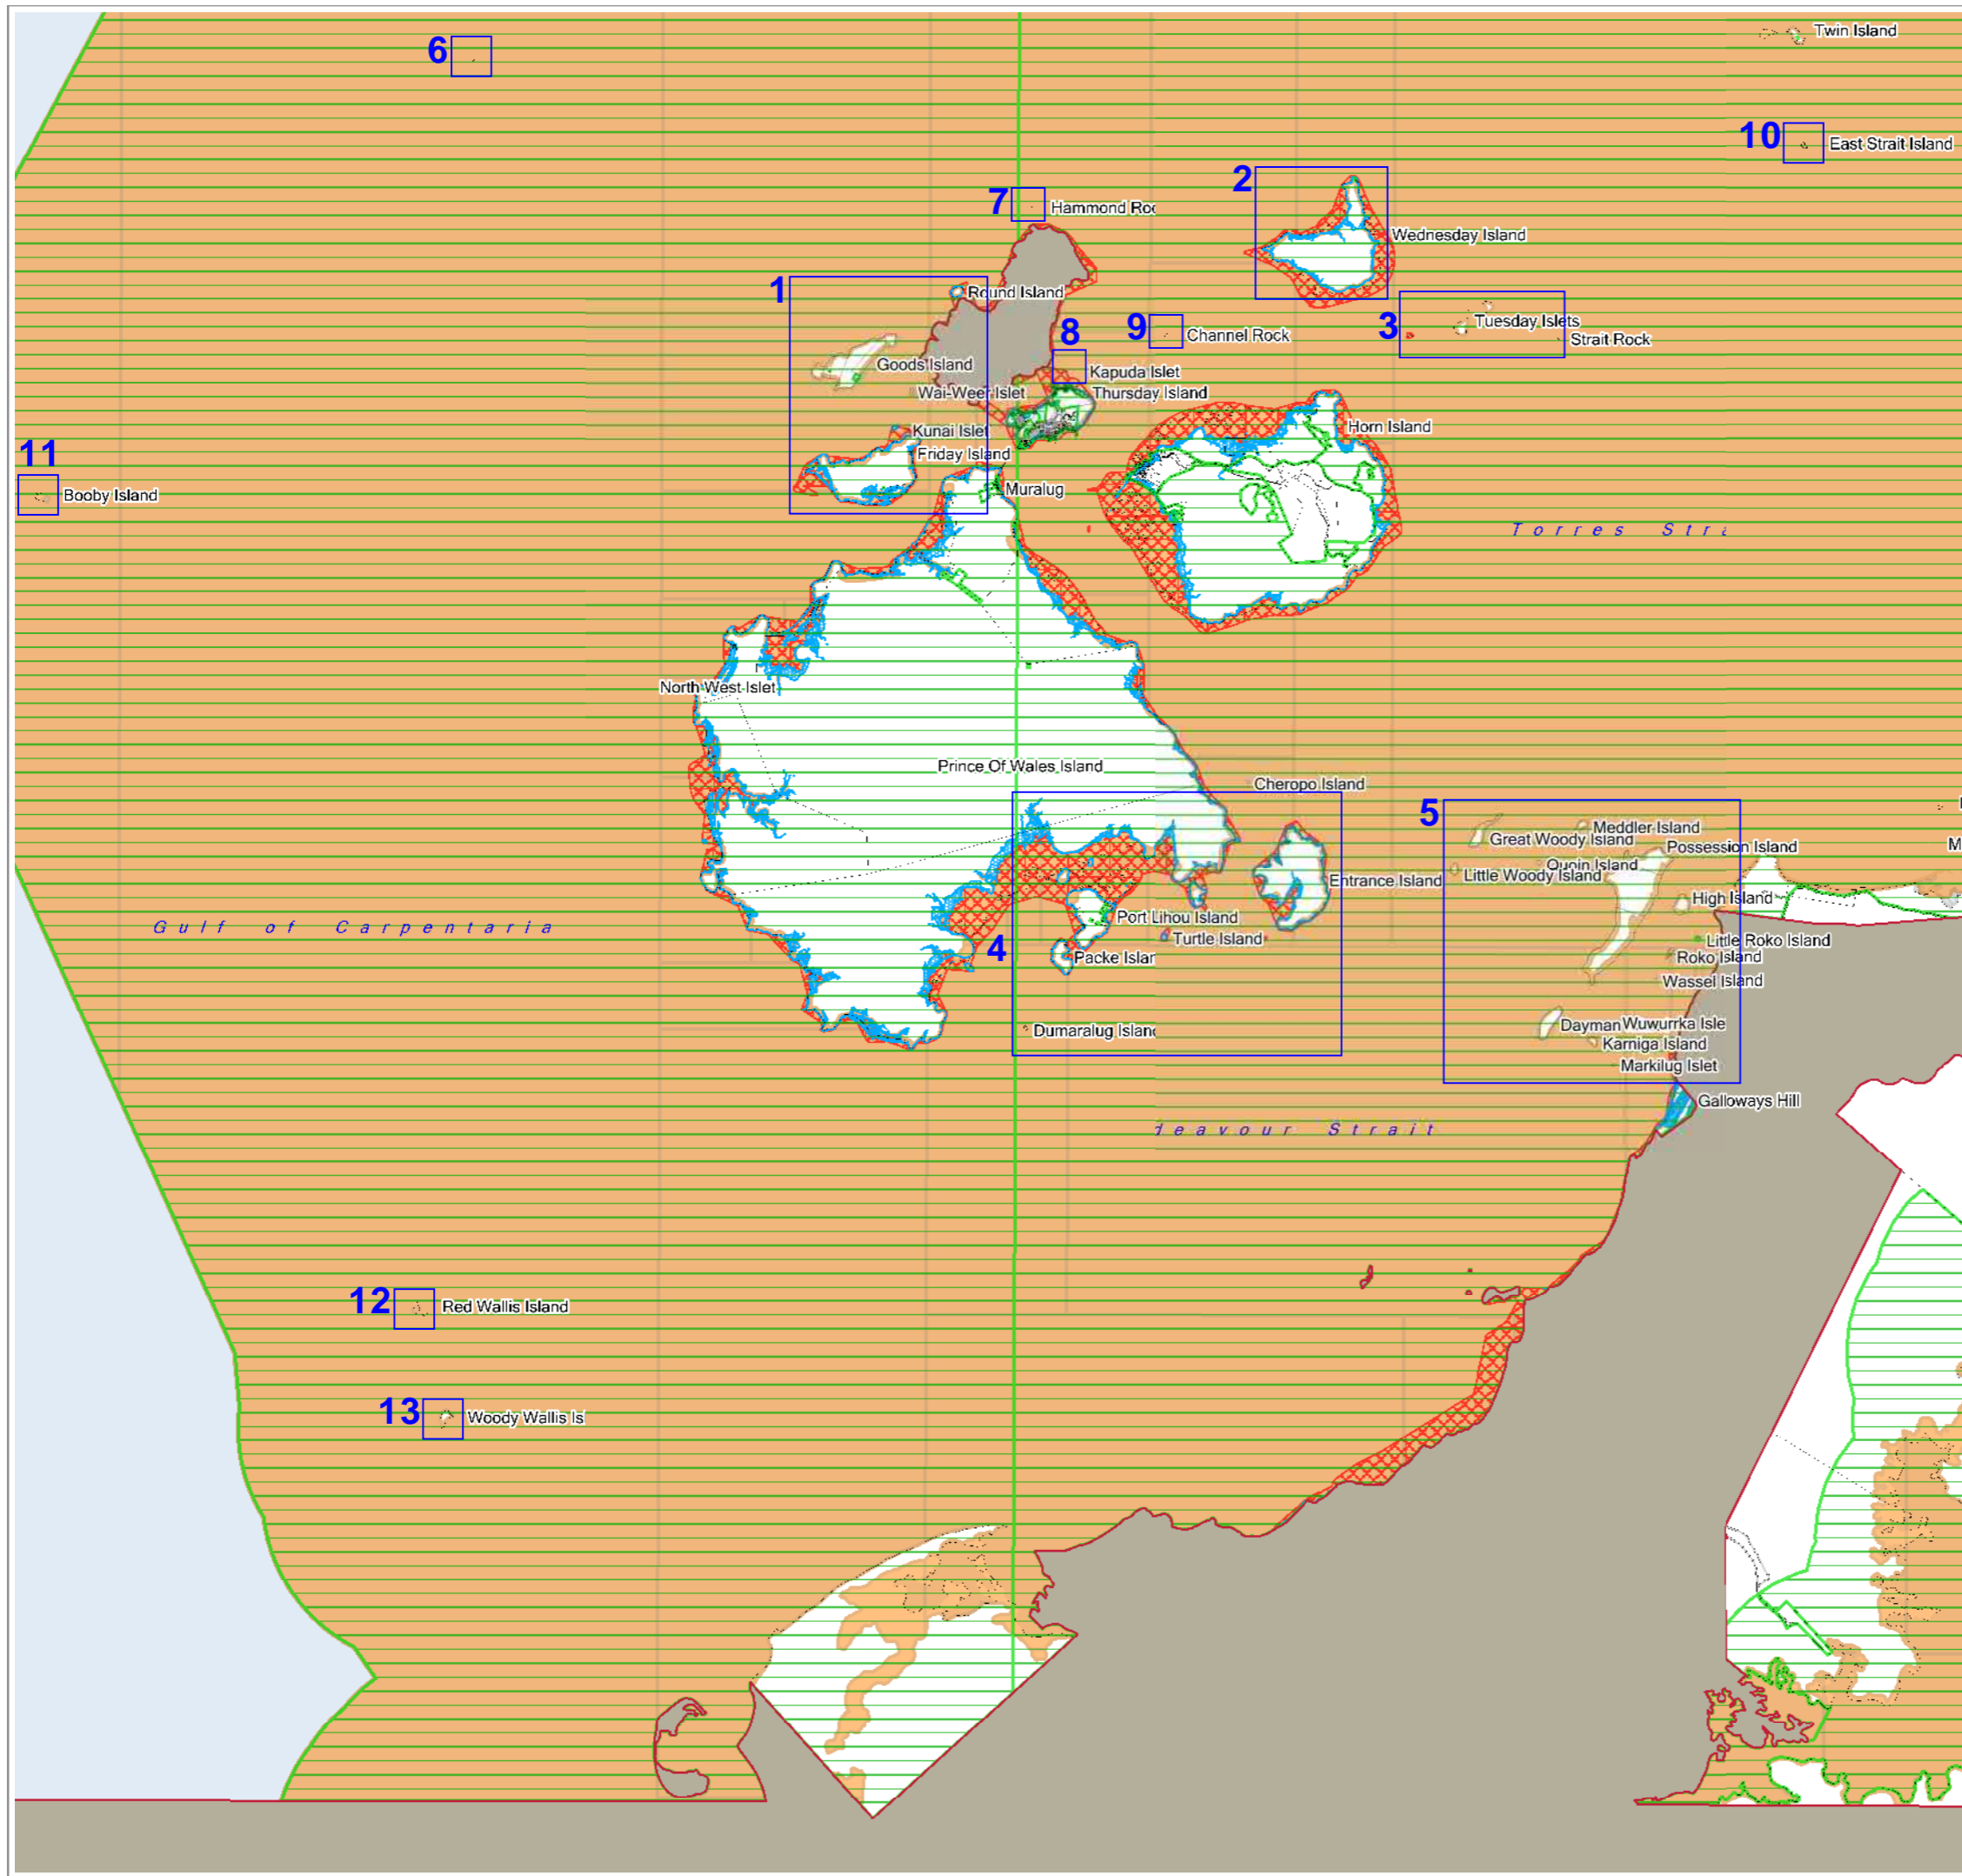 Twin Island
6
10
East Strait Island
2
7
Hammond Roc
Wednesday Island
1
Round Island
Tuesday Islets
3
Strait Rock
8
9
Channel Rock
Goods Island
Kapuda Islet
Wai-Weer Islet
Thursday Island
Kunai Islet
Horn Island
11
Friday Island
Booby Island
Muralug
Torres Stra
North West Islet
Prince Of Wales Island
Cheropo Island
5
Meddler Island
Great Woody Island
Possession Island
M
Quoin Island
Little Woody Island
Entrance Island
High Island
Port Lihou Island
Gulf of Carpentaria
Turtle Island
Little Roko Island
4
Packe Islan
Roko Island
Wassel Island
Dumaralug Island
Dayman
Wuwurrka Isle
Karniga Island
Markilug Islet
Galloways Hill
deavour Strait
12
Red Wallis Island
13
Woody Wallis Is